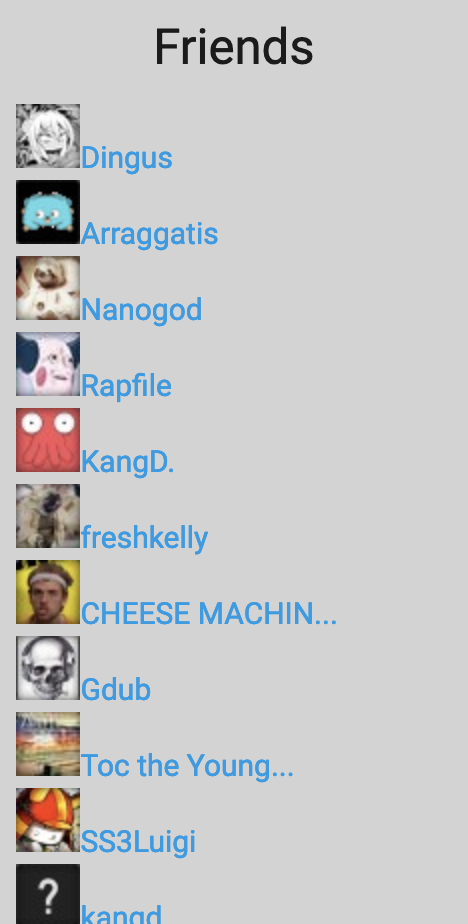 Friends
Dingus
Arraggatis
Nanogod
Rapfile
KangD.
freshkelly
CHEESE MACHIN...
Gdub
Toc the Young...
SS3Luigi
?
kangd